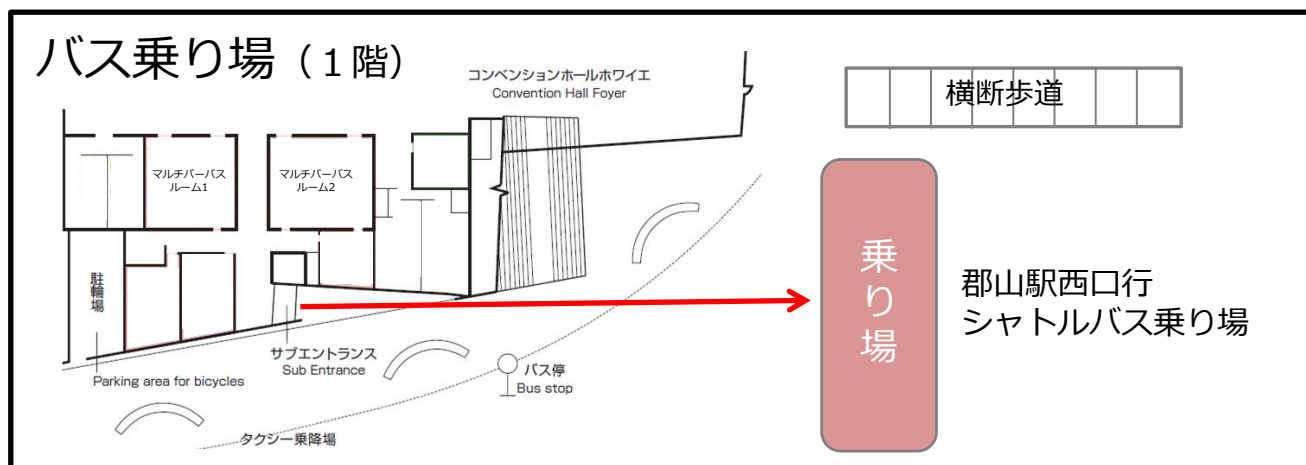 バス乗り場（１階）
コンベンションホールホワイエ
Convention Hall Foyer
横断歩道
マルチパーパス
ルーム1
マルチパーパス
ルーム2
駐輪場
乗り場
郡山駅西口行
シャトルバス乗り場
サブエントランス
Sub Entrance
Parking area for bicycles
バス停
Bus stop
タクシー乗降場